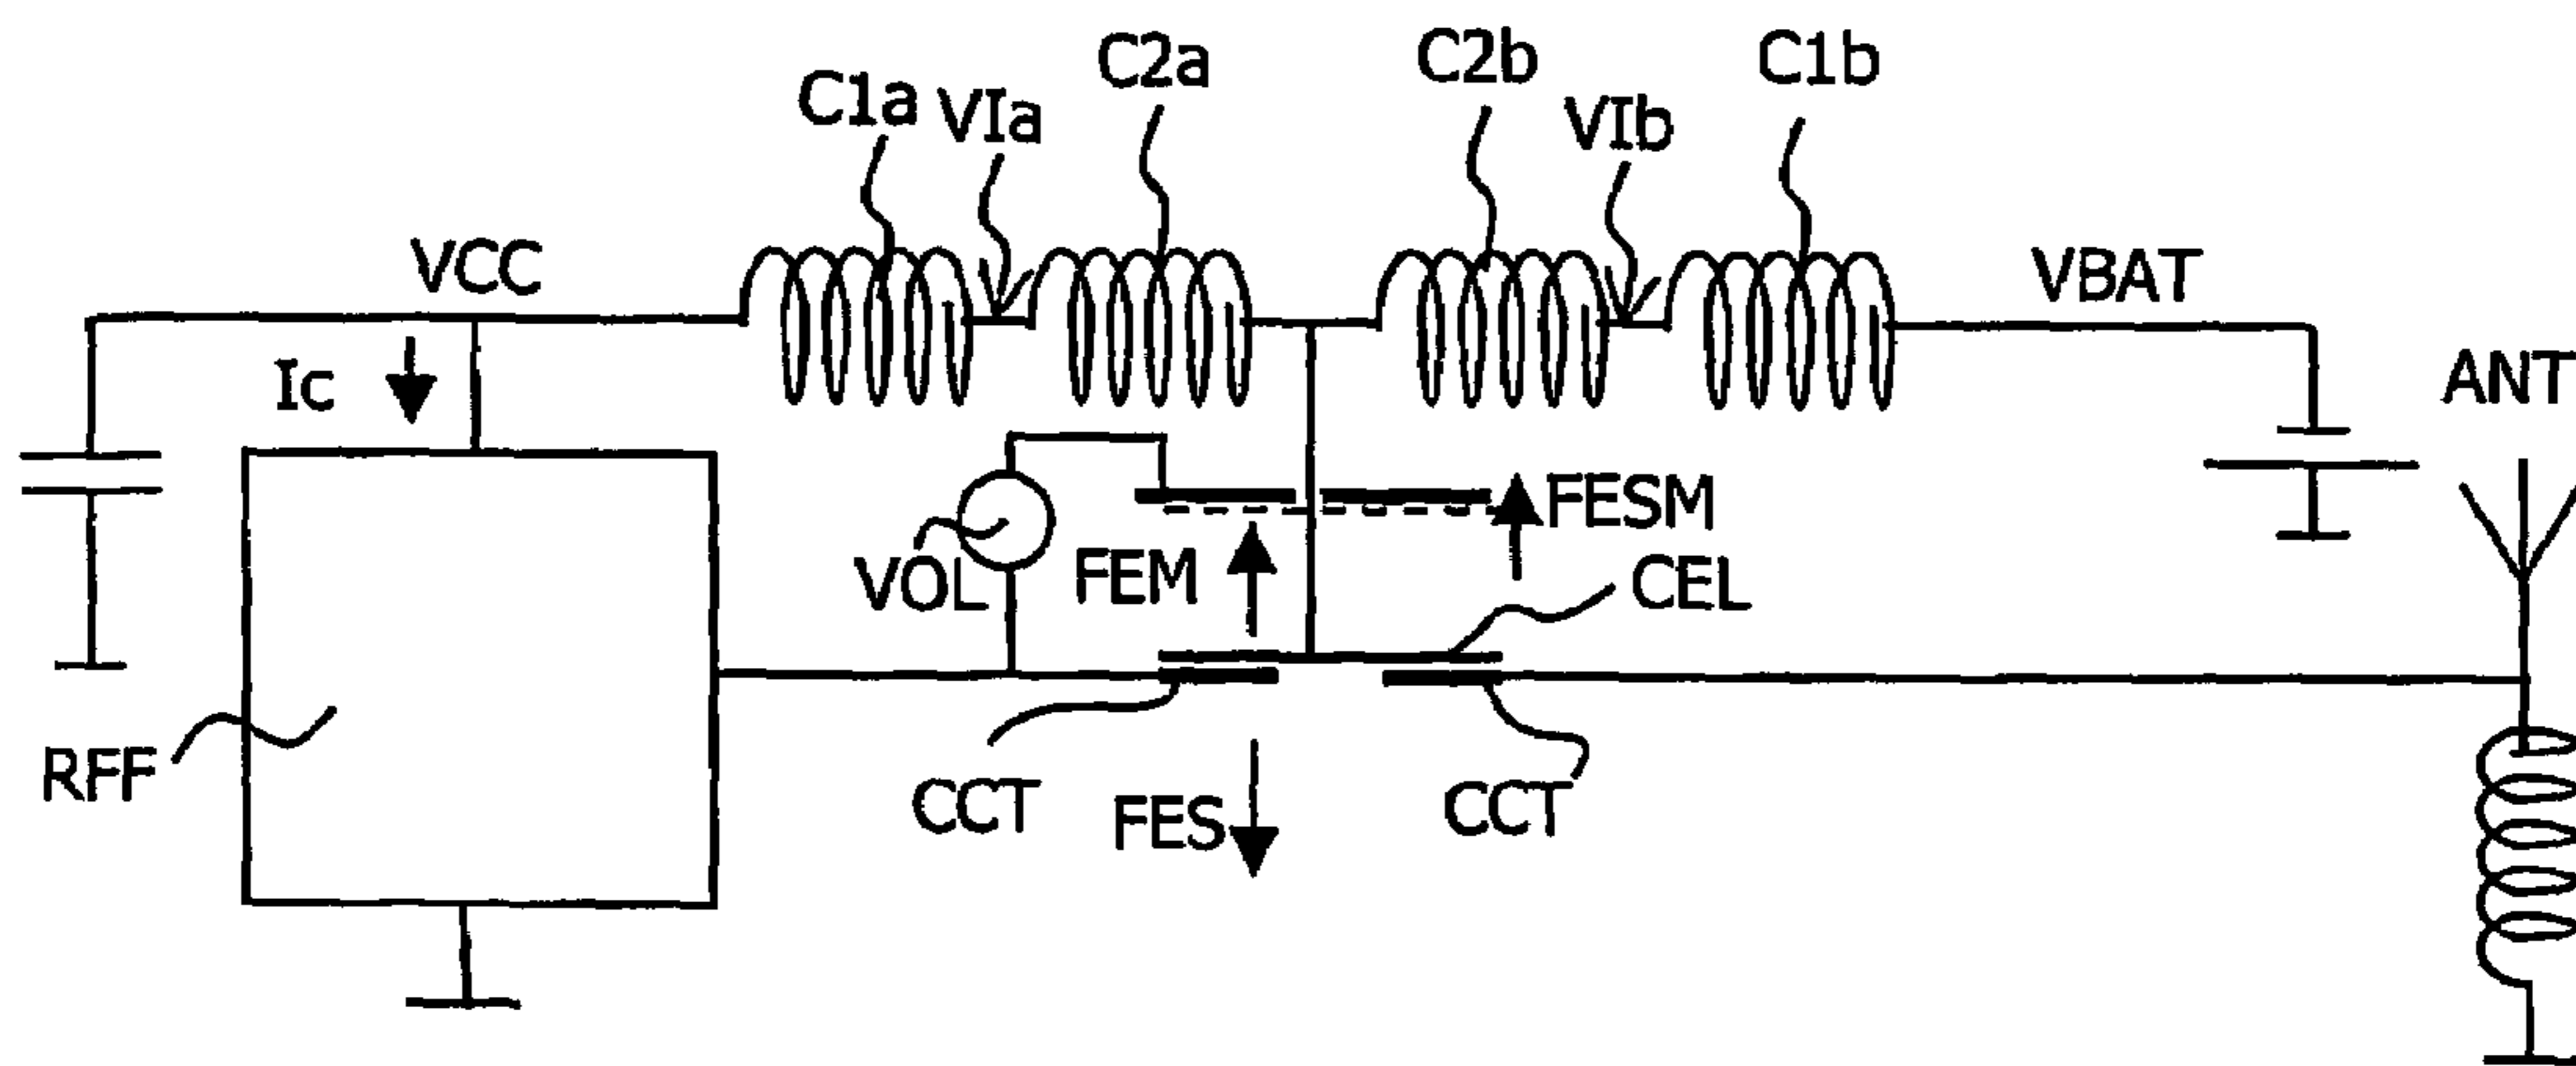 C1a
VIa
C2a
C2b
VIb
C1b
VCC
VBAT
Ic
ANT
VOL
FEM
FESM
CEL
RFF
CCT
FES
CCT